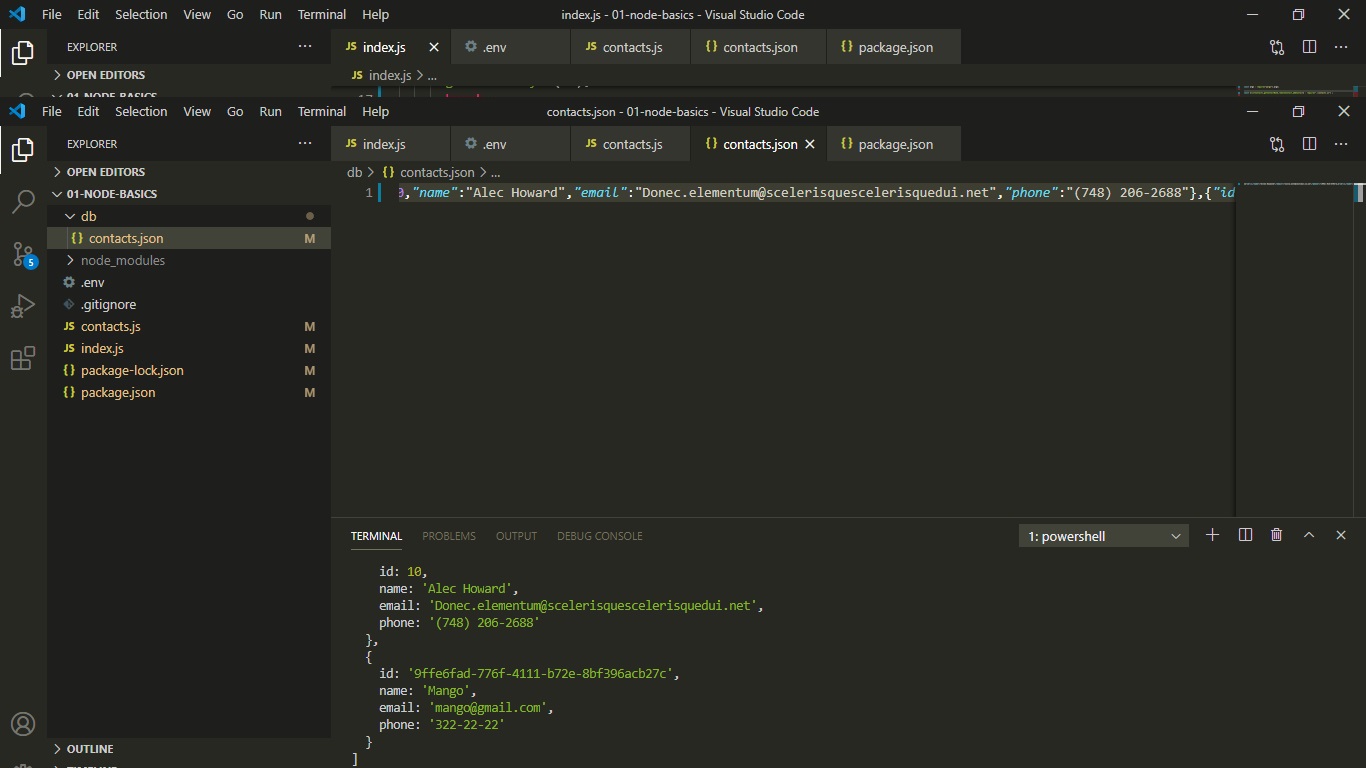 File Edit Selection View Go Run Terminal Help index.js - 01-node-basics - Visual Studio Code
EXPLORER ··· JS index.js .env JS contacts.js {} contacts.json {} package.json ···
OPEN EDITORS JS index.js > ...
01-NODE-BASICS 17
File Edit Selection View Go Run Terminal Help contacts.json - 01-node-basics - Visual Studio Code
EXPLORER ··· JS index.js .env JS contacts.js {} contacts.json {} package.json ···
OPEN EDITORS db > {} contacts.json > ...
01-NODE-BASICS 1 0,"name":"Alec Howard","email":"Donec.elementum@scelerisquescelerisquedui.net","phone":"(748) 206-2688"},{"id
db
{} contacts.json M
node_modules
5
.env
.gitignore
JS contacts.js M
JS index.js M
{} package-lock.json M
{} package.json M
TERMINAL PROBLEMS OUTPUT DEBUG CONSOLE 1: powershell
id: 10,
name: 'Alec Howard',
email: 'Donec.elementum@scelerisquescelerisquedui.net',
phone: '(748) 206-2688'
},
{
id: '9ffe6fad-776f-4111-b72e-8bf396acb27c',
name: 'Mango',
email: 'mango@gmail.com',
phone: '322-22-22'
}
]
OUTLINE
TIMELINE